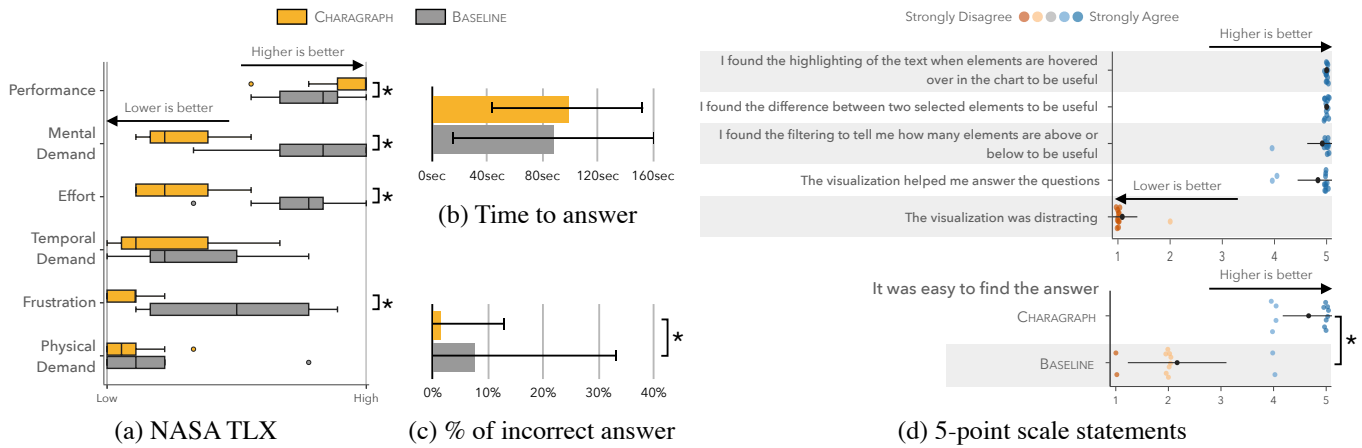 CHARAGRAPH BASELINE
Higher is better
Performance
*
Lower is better
Mental
Demand
*
Effort
*
Temporal
Demand
Frustration
*
Physical
Demand
Low High
(a) NASA TLX
0sec 40sec 80sec 120sec 160sec
(b) Time to answer
*
0% 10% 20% 30% 40%
(c) % of incorrect answer
Strongly Disagree Strongly Agree
Higher is better
I found the highlighting of the text when elements are hovered
over in the chart to be useful
I found the difference between two selected elements to be useful
I found the filtering to tell me how many elements are above or
below to be useful
The visualization helped me answer the questions
Lower is better
The visualization was distracting
1 2 3 4 5
It was easy to find the answer
Higher is better
CHARAGRAPH
*
BASELINE
1 2 3 4 5
(d) 5-point scale statements